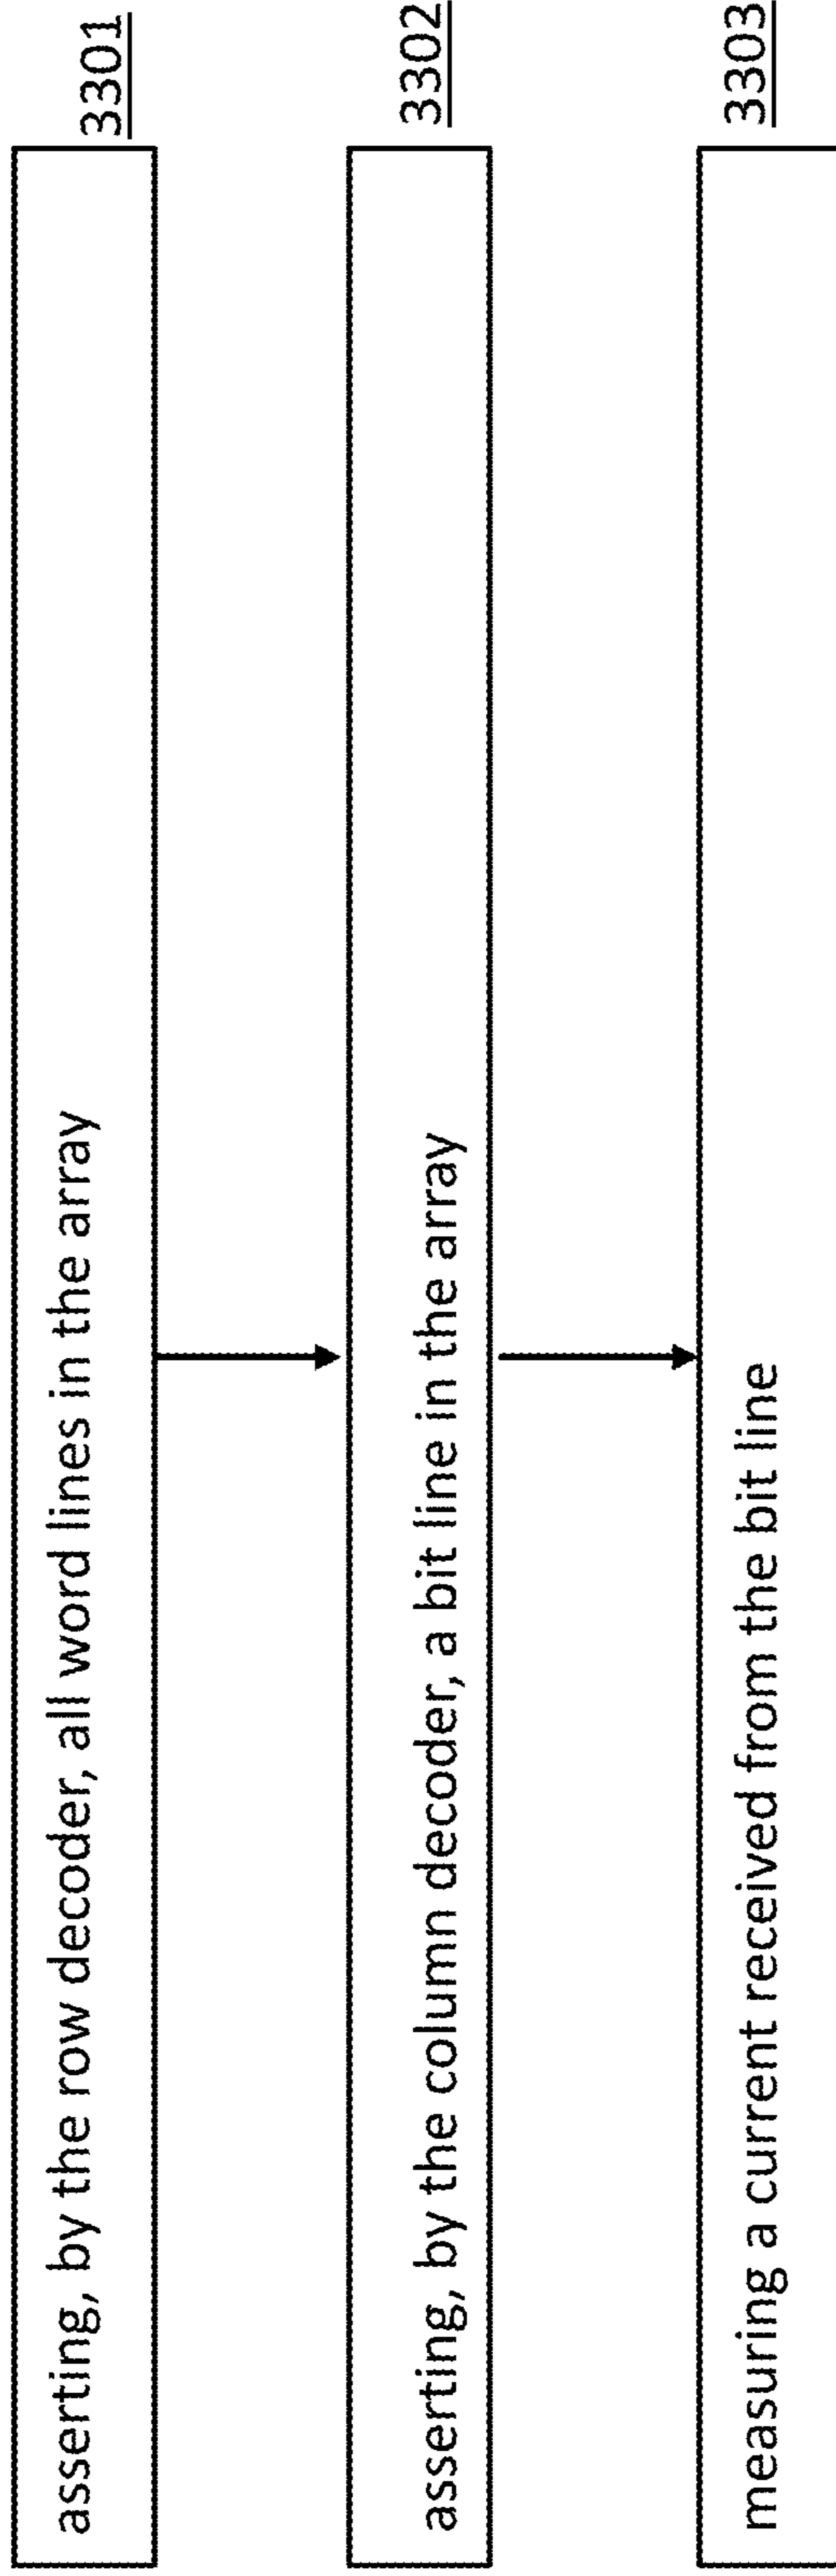 asserting, by the row decoder, all word lines in the array
3301
asserting, by the column decoder, a bit line in the array
3302
measuring a current received from the bit line
3303